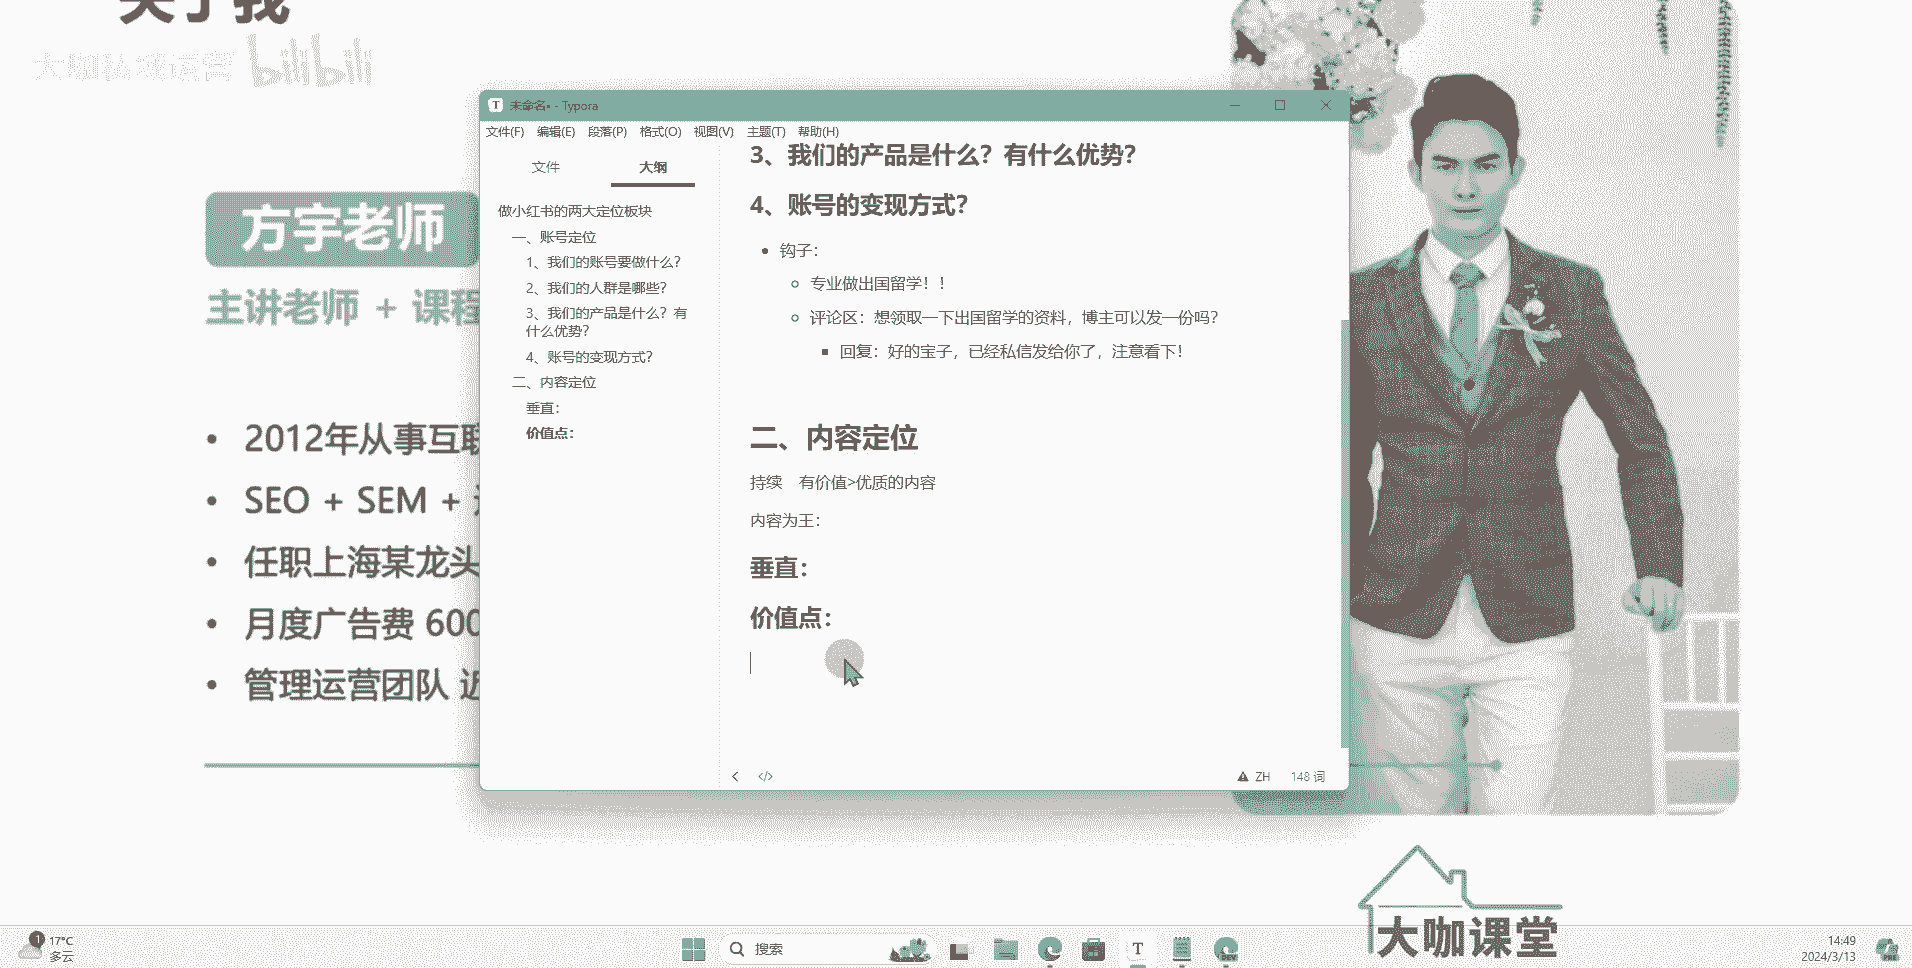 关于我
大咖私域运营 bilibili
方宇老师
主讲老师 + 课程
2012年从事互联
SEO + SEM +
任职上海某龙头
月度广告费 600
管理运营团队 近
未命名• - Typora
文件(F) 编辑(E) 段落(P) 格式(O) 视图(V) 主题(T) 帮助(H)
文件 大纲
做小红书的两大定位板块
一、账号定位
1、我们的账号要做什么？
2、我们的人群是哪些？
3、我们的产品是什么？有
什么优势？
4、账号的变现方式？
二、内容定位
垂直：
价值点：
3、我们的产品是什么？有什么优势？
4、账号的变现方式？
钩子：
专业做出国留学！！
评论区：想领取一下出国留学的资料，博主可以发一份吗？
回复：好的宝子，已经私信发给你了，注意看下！
二、内容定位
持续 有价值>优质的内容
内容为王：
垂直：
价值点：
ZH 148 词
大咖课堂
1
17°C
多云
搜索
T
DEV
14:49
2024/3/13
PRE